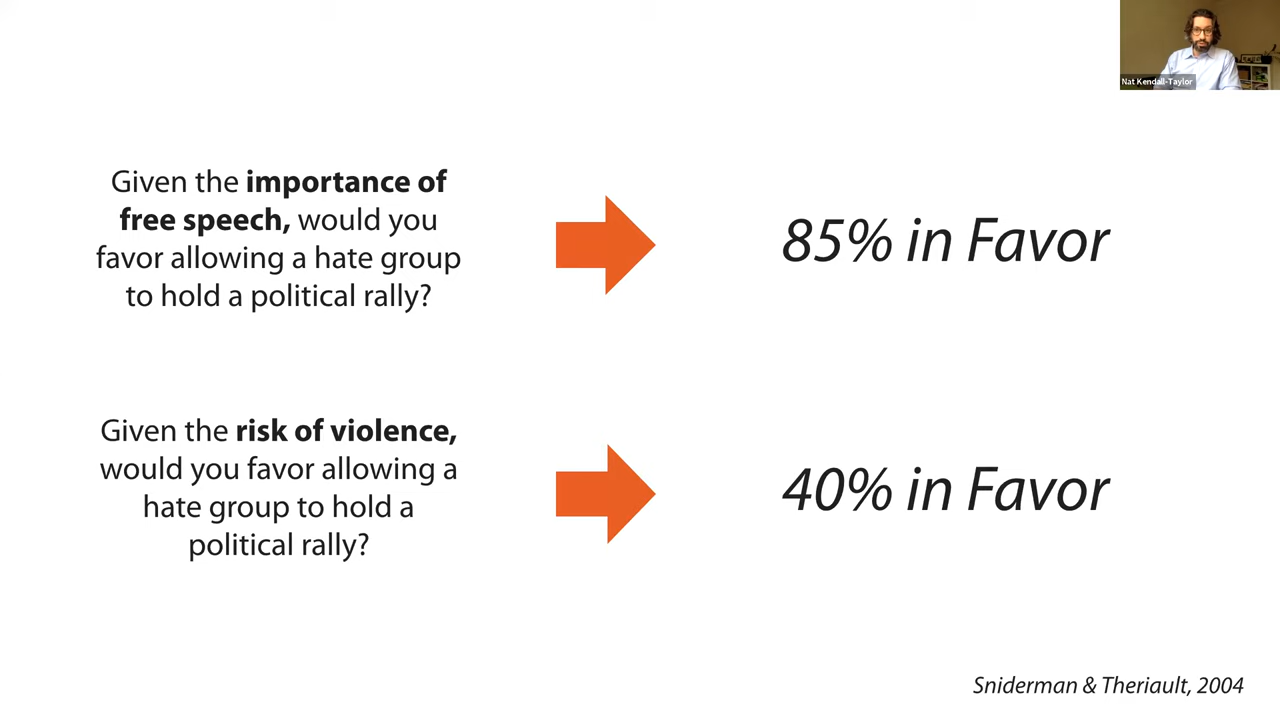 Nat Kendall-Taylor
Given the importance of
free speech, would you
favor allowing a hate group
to hold a political rally?
85% in Favor
Given the risk of violence,
would you favor allowing a
hate group to hold a
political rally?
40% in Favor
Sniderman & Theriault, 2004